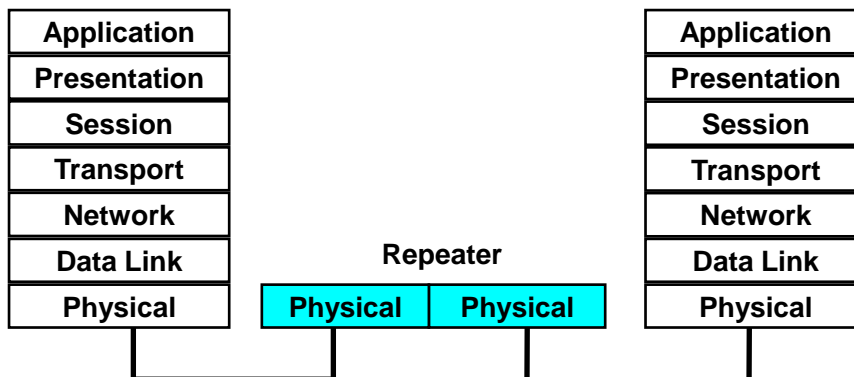 Application
Presentation
Session
Transport
Network
Data Link
Physical
Repeater
Physical Physical
Application
Presentation
Session
Transport
Network
Data Link
Physical